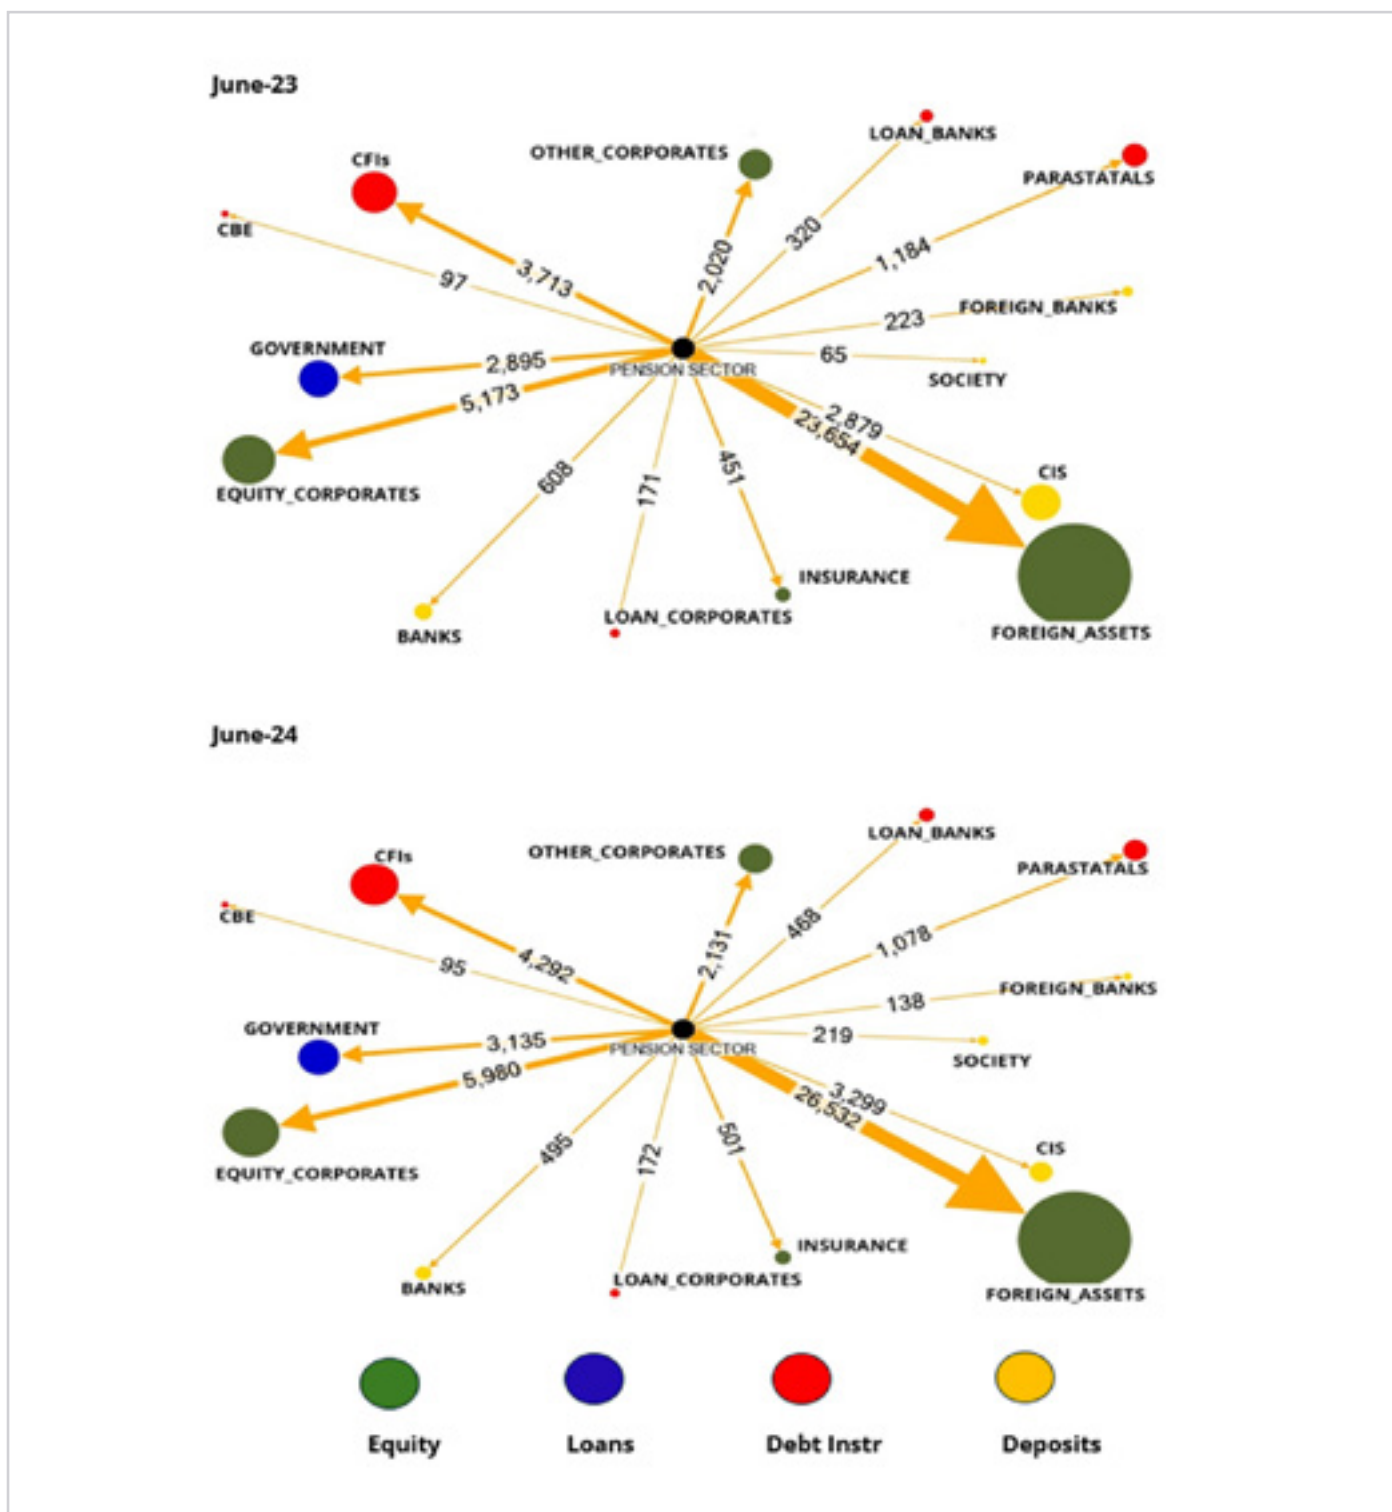 June-23
LOAN_BANKS
OTHER_CORPORATES
CFIs
PARASTATALS
CBE
320
2,020
1,184
3,713
97
FOREIGN_BANKS
223
GOVERNMENT
2,895
65
PENSION SECTOR
SOCIETY
5,173
2,879
23,654
608
171
451
CIS
EQUITY_CORPORATES
INSURANCE
LOAN_CORPORATES
BANKS
FOREIGN_ASSETS
June-24
LOAN_BANKS
OTHER_CORPORATES
CFIs
PARASTATALS
CBE
468
2,131
1,078
4,292
95
FOREIGN_BANKS
138
GOVERNMENT
3,135
219
PENSION SECTOR
SOCIETY
5,980
3,299
26,532
495
172
501
CIS
EQUITY_CORPORATES
INSURANCE
LOAN_CORPORATES
BANKS
FOREIGN_ASSETS
Equity
Loans
Debt Instr
Deposits